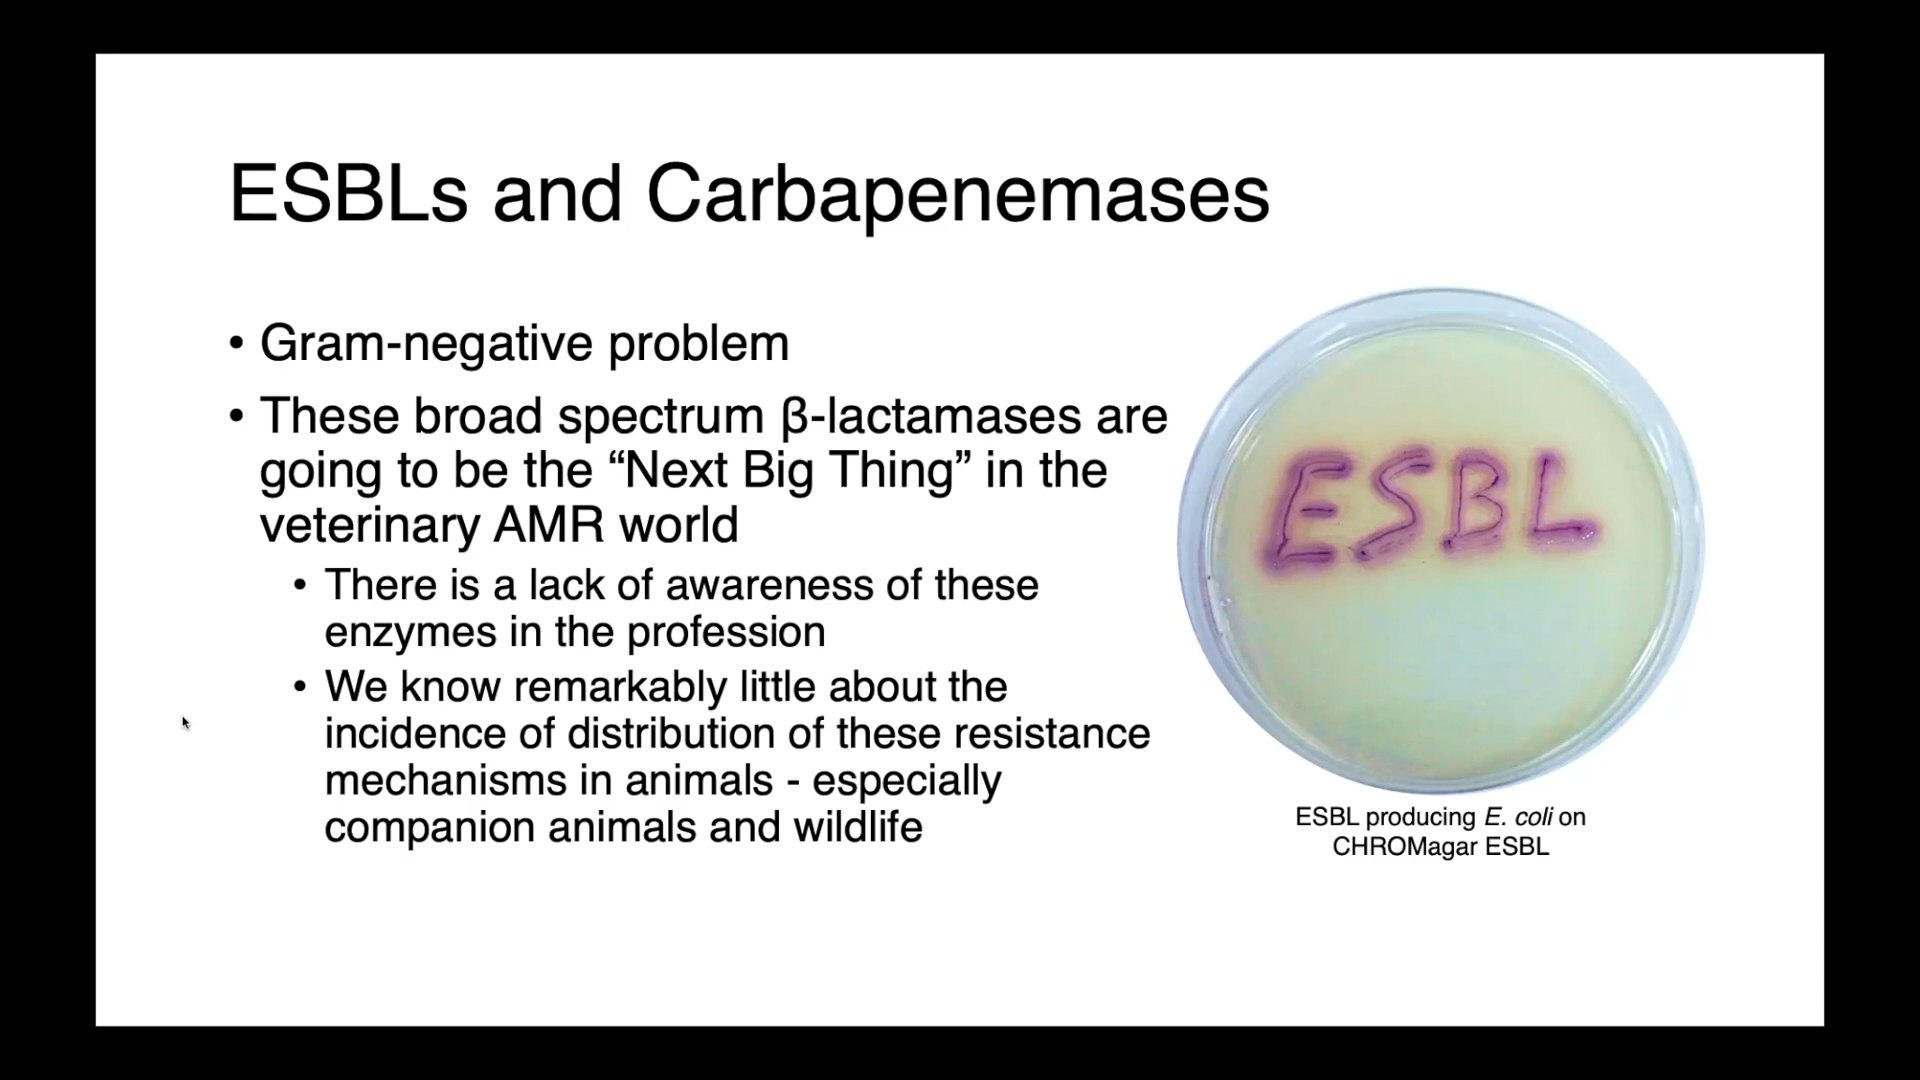 ESBLs and Carbapenemases
• Gram-negative problem
• These broad spectrum β-lactamases are
going to be the “Next Big Thing” in the
veterinary AMR world
• There is a lack of awareness of these
enzymes in the profession
• We know remarkably little about the
incidence of distribution of these resistance
mechanisms in animals - especially
companion animals and wildlife
ESBL
ESBL producing E. coli on
CHROMagar ESBL